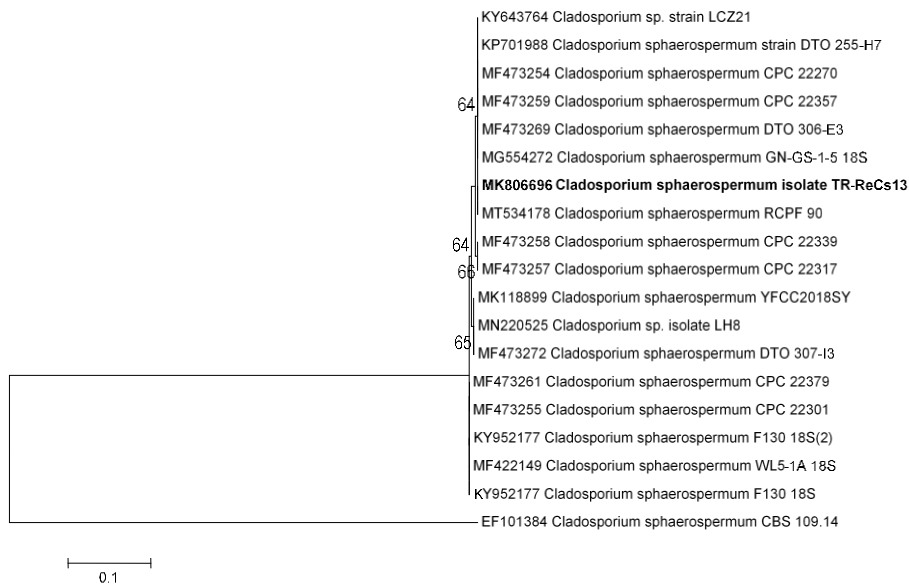 KY643764 Cladosporium sp. strain LCZ21
KP701988 Cladosporium sphaerospermum strain DTO 255-H7
MF473254 Cladosporium sphaerospermum CPC 22270
64
MF473259 Cladosporium sphaerospermum CPC 22357
MF473269 Cladosporium sphaerospermum DTO 306-E3
MG554272 Cladosporium sphaerospermum GN-GS-1-5 18S
MK806696 Cladosporium sphaerospermum isolate TR-ReCs13
MT534178 Cladosporium sphaerospermum RCPF 90
64
MF473258 Cladosporium sphaerospermum CPC 22339
66
MF473257 Cladosporium sphaerospermum CPC 22317
MK118899 Cladosporium sphaerospermum YFCC2018SY
MN220525 Cladosporium sp. isolate LH8
65
MF473272 Cladosporium sphaerospermum DTO 307-I3
MF473261 Cladosporium sphaerospermum CPC 22379
MF473255 Cladosporium sphaerospermum CPC 22301
KY952177 Cladosporium sphaerospermum F130 18S(2)
MF422149 Cladosporium sphaerospermum WL5-1A 18S
KY952177 Cladosporium sphaerospermum F130 18S
EF101384 Cladosporium sphaerospermum CBS 109.14
0.1